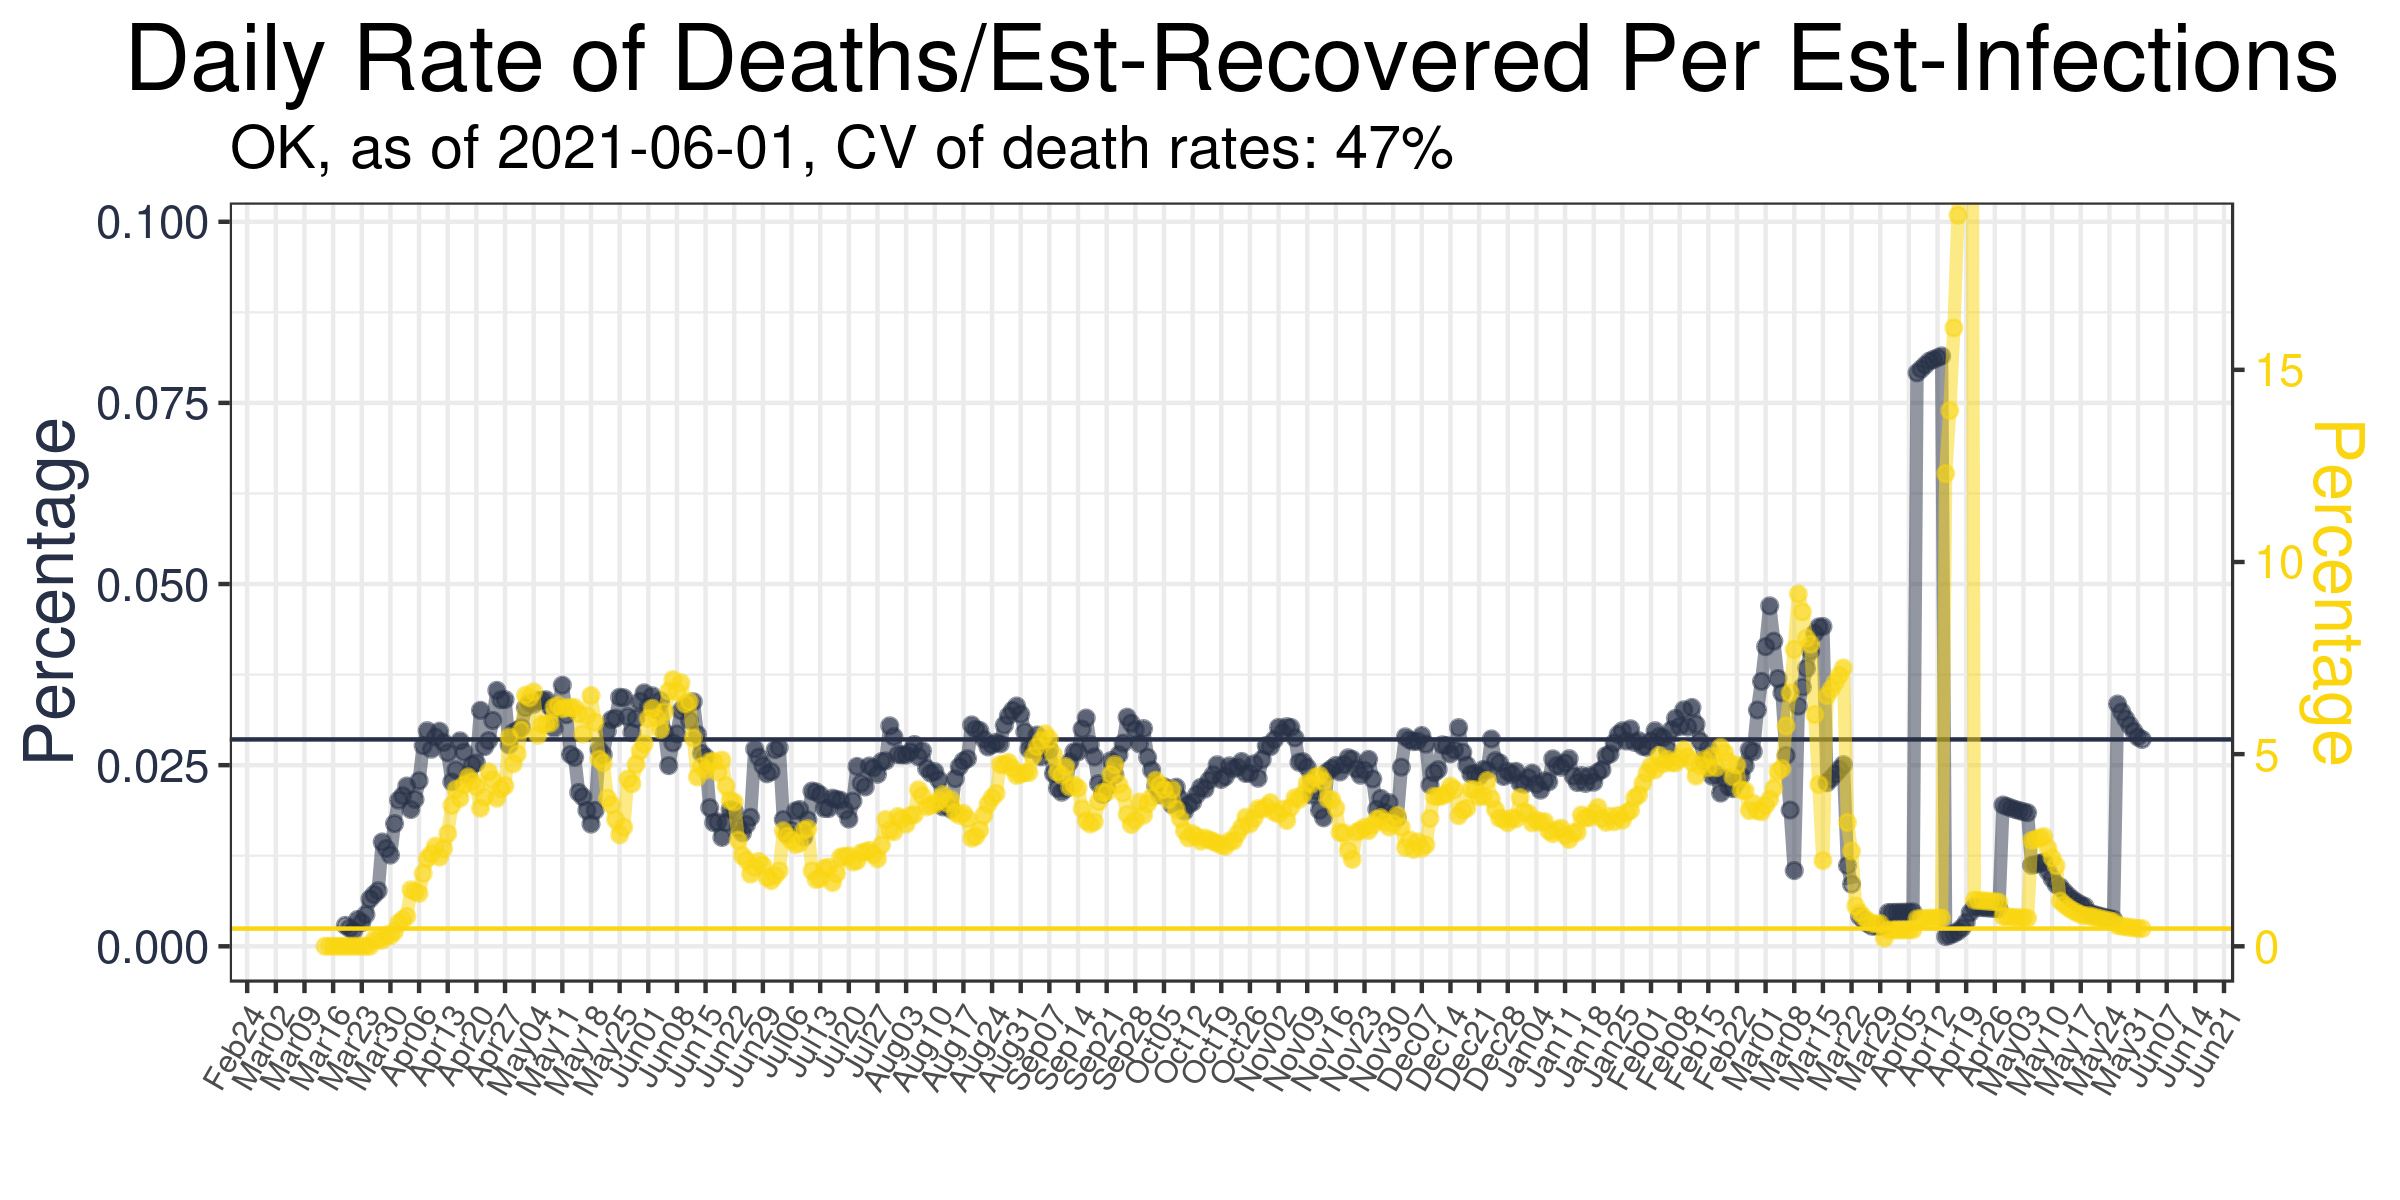 Daily Rate of Deaths/Est-Recovered Per Est-Infections
OK, as of 2021-06-01, CV of death rates: 47%
Percentage
0.100
0.075
0.050
0.025
0.000
15
10
5
0
Percentage
Feb24
Mar02
Mar09
Mar16
Mar23
Mar30
Apr06
Apr13
Apr20
Apr27
May04
May11
May18
May25
Jun01
Jun08
Jun15
Jun22
Jun29
Jul06
Jul13
Jul20
Jul27
Aug03
Aug10
Aug17
Aug24
Aug31
Sep07
Sep14
Sep21
Sep28
Oct05
Oct12
Oct19
Oct26
Nov02
Nov09
Nov16
Nov23
Nov30
Dec07
Dec14
Dec21
Dec28
Jan04
Jan11
Jan18
Jan25
Feb01
Feb08
Feb15
Feb22
Mar01
Mar08
Mar15
Mar22
Mar29
Apr05
Apr12
Apr19
Apr26
May03
May10
May17
May24
May31
Jun07
Jun14
Jun21